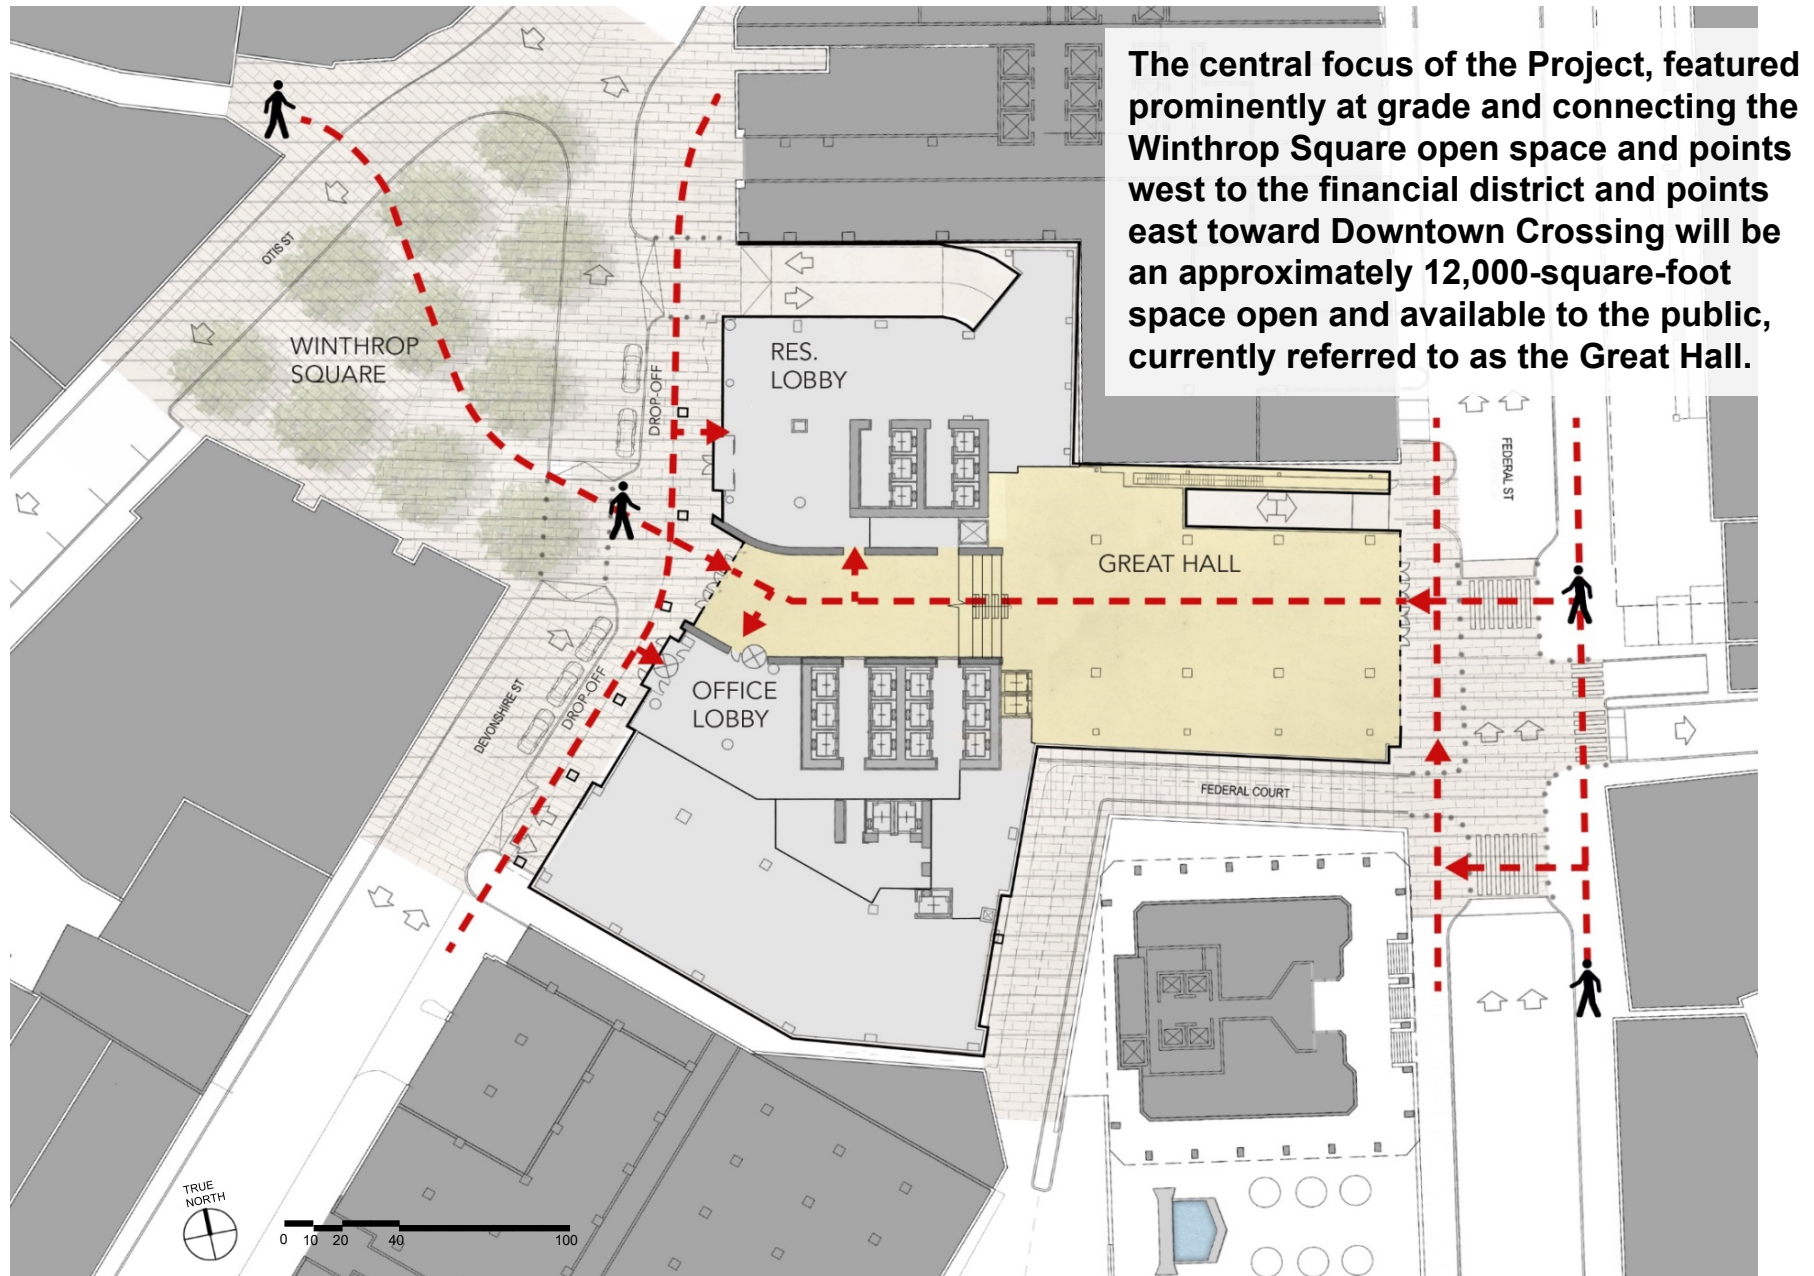 The central focus of the Project, featured
prominently at grade and connecting the
Winthrop Square open space and points
west to the financial district and points
east toward Downtown Crossing will be
an approximately 12,000-square-foot
space open and available to the public,
currently referred to as the Great Hall.
OTIS ST
WINTHROP
SQUARE
DROP-OFF
RES.
LOBBY
FEDERAL ST
GREAT HALL
OFFICE
LOBBY
DEVONSHIRE ST
DROP-OFF
FEDERAL COURT
TRUE
NORTH
0 10 20 40 100